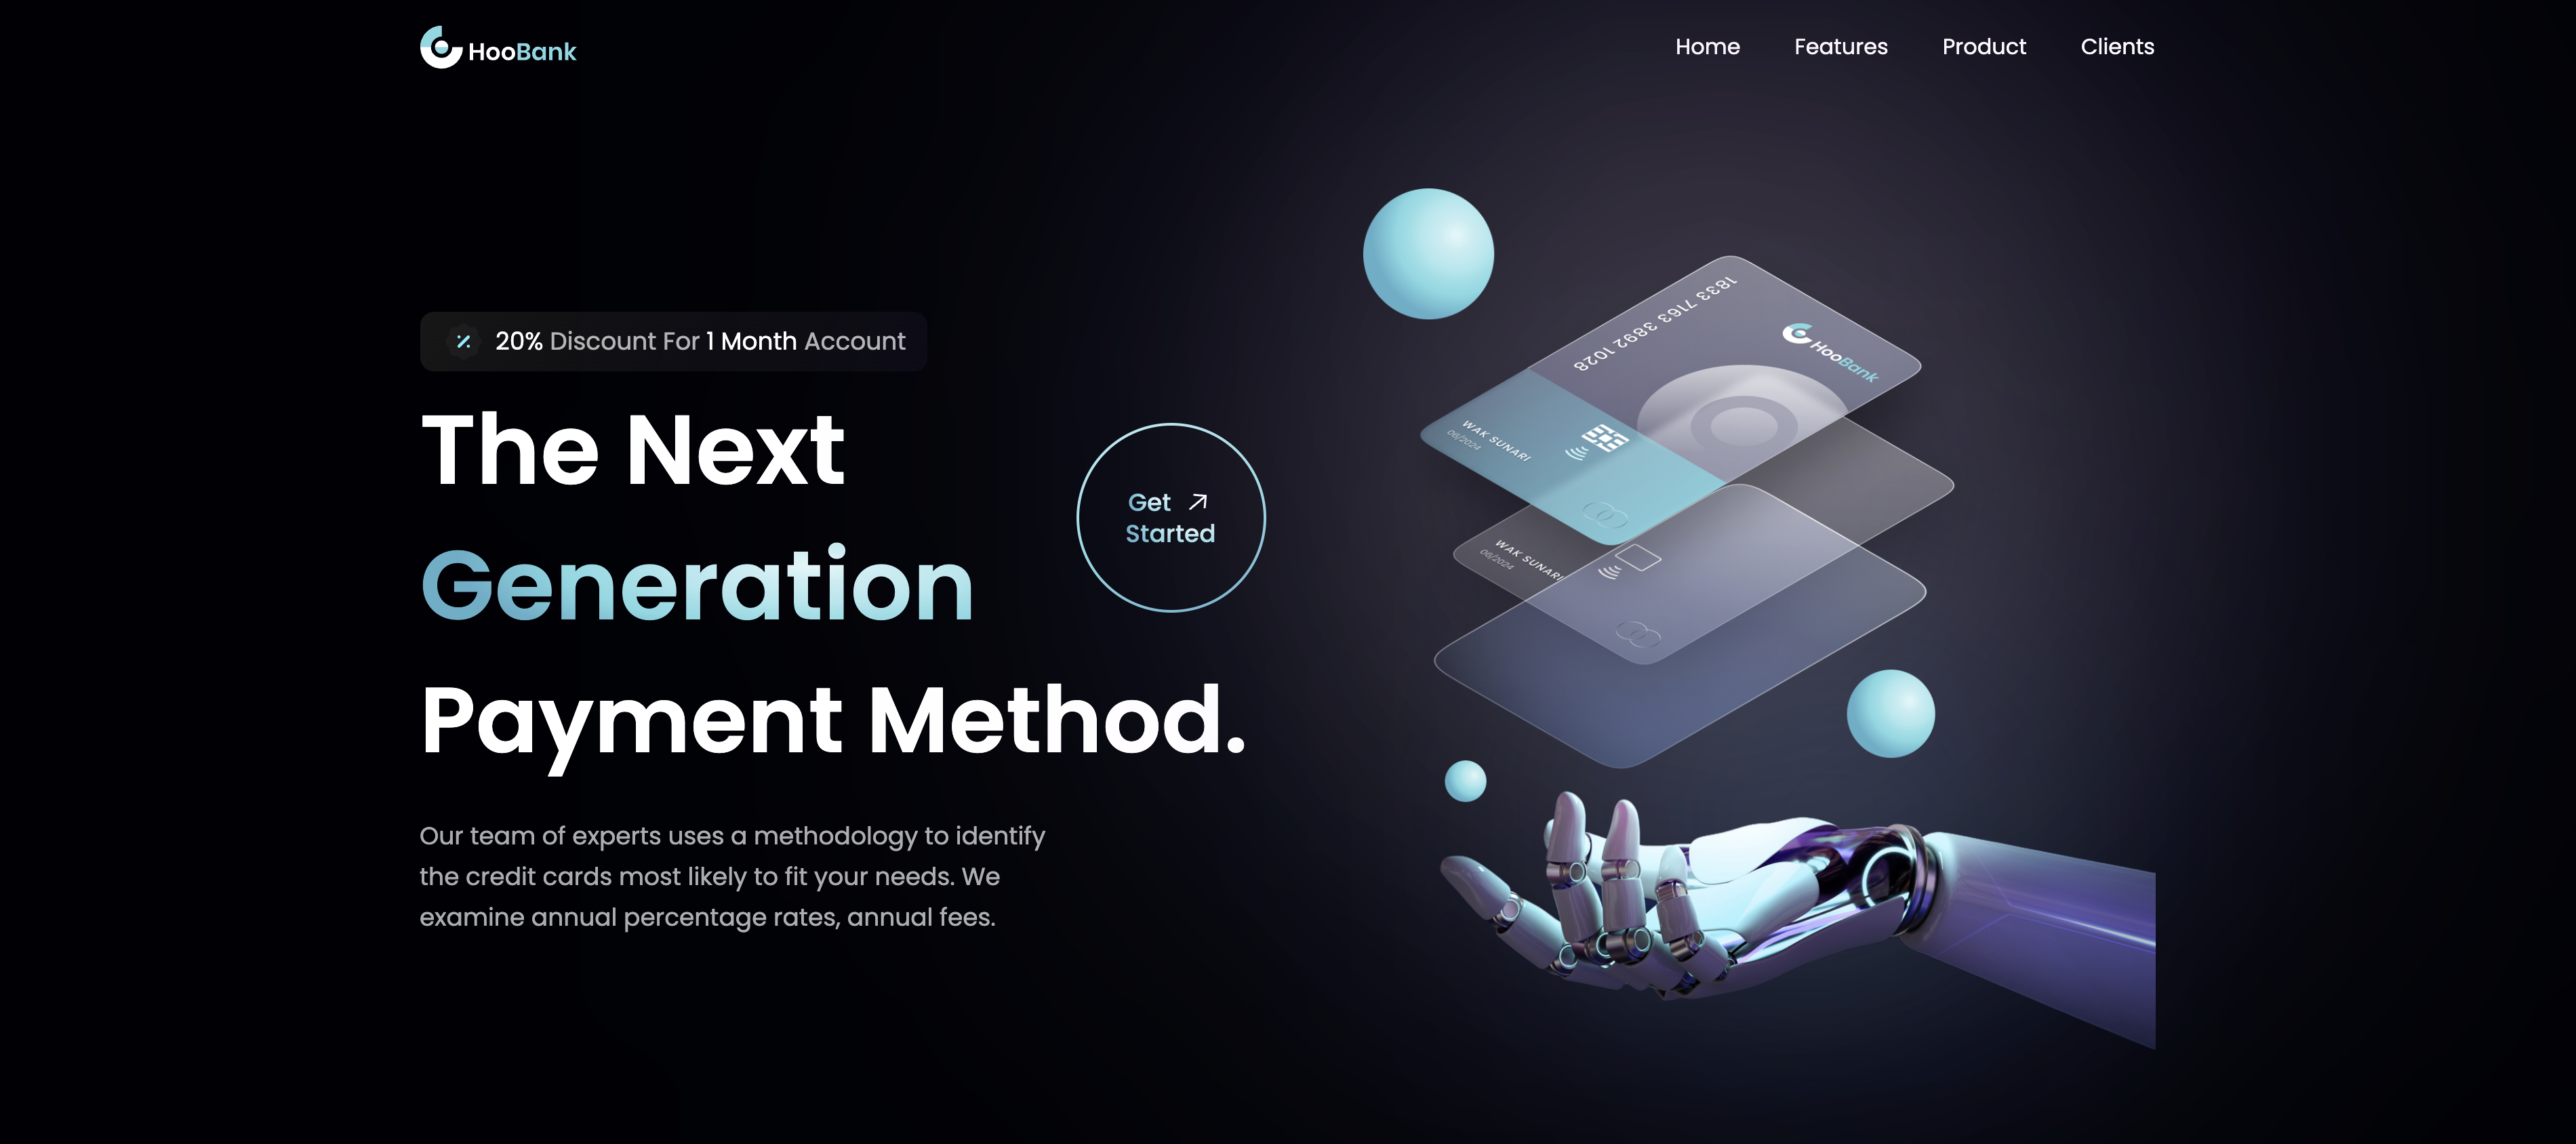 HooBank
Home
Features
Product
Clients
20% Discount For 1 Month Account
The Next
Generation
Payment Method.
Get
Started
Our team of experts uses a methodology to identify
the credit cards most likely to fit your needs. We
examine annual percentage rates, annual fees.
1833 7163 3892 1028
HooBank
WAK SUNARI
06/2024
WAK SUNARI
06/2024